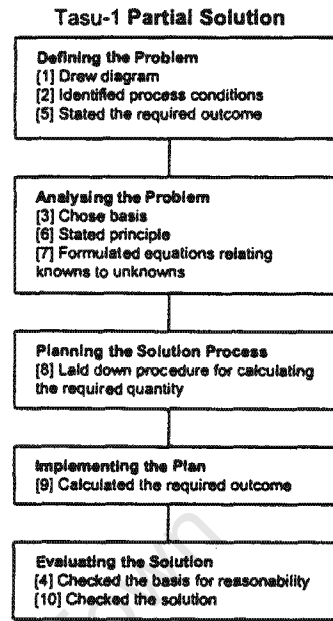 Tasu-1 Partial Solution
Defining the Problem
[1] Drew diagram
[2] Identified process conditions
[5] Stated the required outcome
Analysing the Problem
[3] Chose basis
[6] Stated principle
[7] Formulated equations relating
knowns to unknowns
Planning the Solution Process
[8] Laid down procedure for calculating
the required quantity
Implementing the Plan
[9] Calculated the required outcome
Evaluating the Solution
[4] Checked the basis for reasonability
[10] Checked the solution